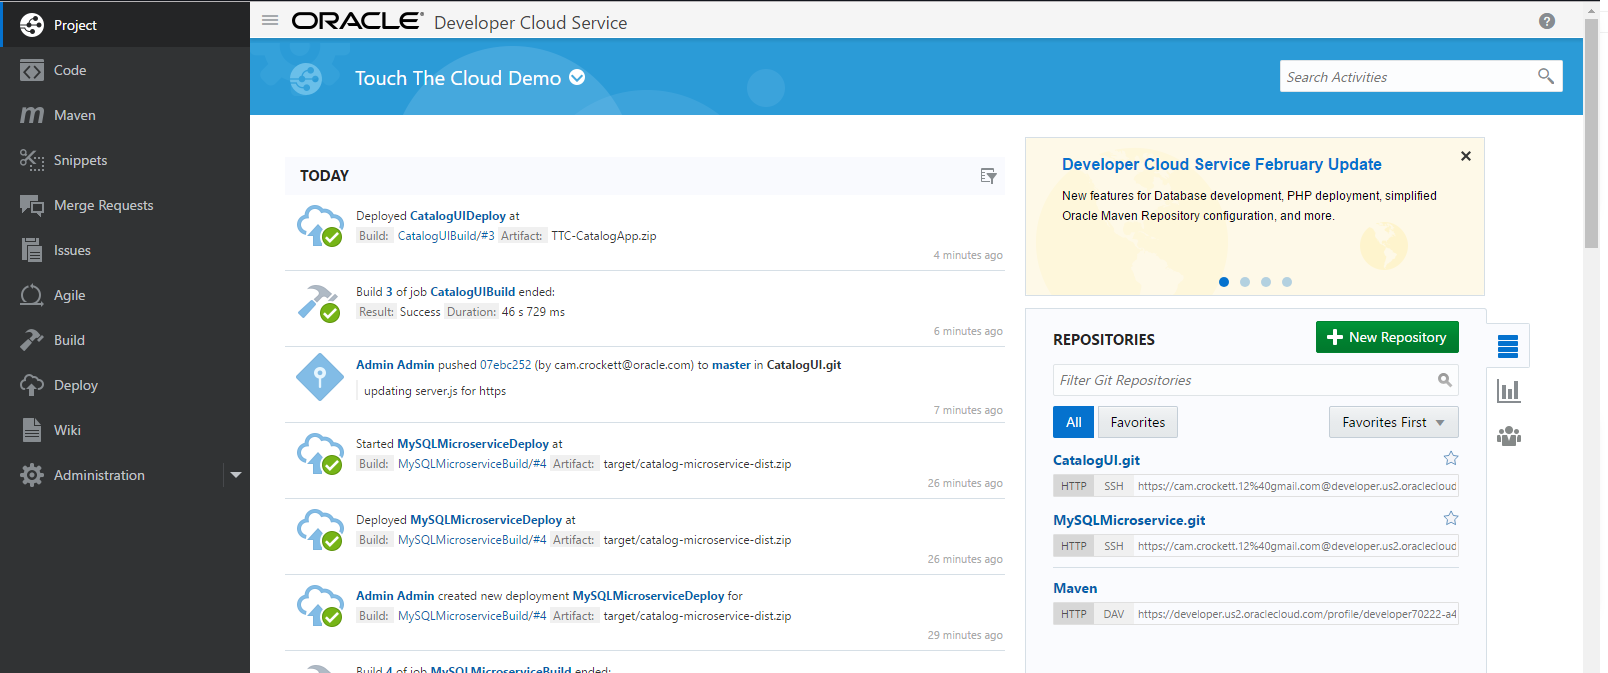 Project
Code
Maven
Snippets
Merge Requests
Issues
Agile
Build
Deploy
Wiki
Administration
ORACLE® Developer Cloud Service
Touch The Cloud Demo
Search Activities
TODAY
Deployed CatalogUIDeploy at
Build: CatalogUIBuild/#3 Artifact: TTC-CatalogApp.zip
4 minutes ago
Build 3 of job CatalogUIBuild ended:
Result: Success Duration: 46 s 729 ms
6 minutes ago
Admin Admin pushed 07ebc252 (by cam.crockett@oracle.com) to master in CatalogUI.git
updating server.js for https
7 minutes ago
Started MySQLMicroserviceDeploy at
Build: MySQLMicroserviceBuild/#4 Artifact: target/catalog-microservice-dist.zip
26 minutes ago
Deployed MySQLMicroserviceDeploy at
Build: MySQLMicroserviceBuild/#4 Artifact: target/catalog-microservice-dist.zip
26 minutes ago
Admin Admin created new deployment MySQLMicroserviceDeploy for
Build: MySQLMicroserviceBuild/#4 Artifact: target/catalog-microservice-dist.zip
29 minutes ago
Build 4 of job MySQLMicroserviceBuild ended:
Developer Cloud Service February Update
New features for Database development, PHP deployment, simplified
Oracle Maven Repository configuration, and more.
REPOSITORIES
New Repository
Filter Git Repositories
All Favorites Favorites First
CatalogUI.git
HTTP SSH https://cam.crockett.12%40gmail.com@developer.us2.oraclecloud
MySQLMicroservice.git
HTTP SSH https://cam.crockett.12%40gmail.com@developer.us2.oraclecloud
Maven
HTTP DAV https://developer.us2.oraclecloud.com/profile/developer70222-a4